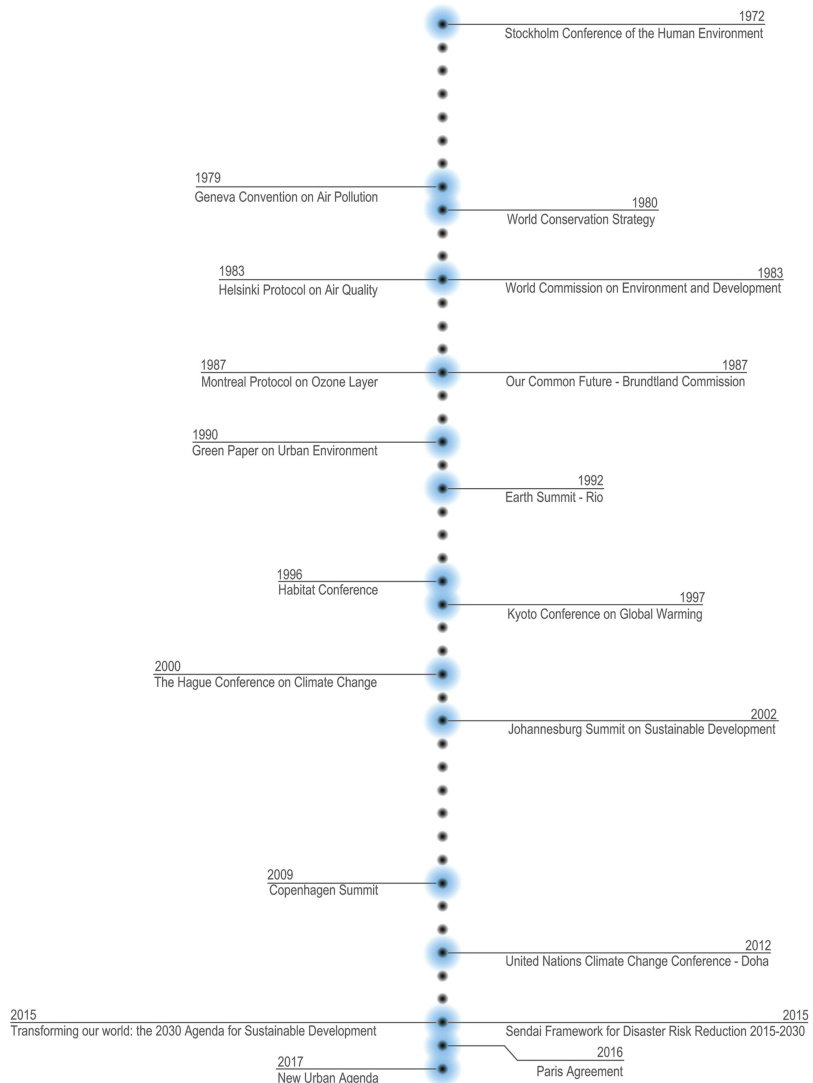 1972
Stockholm Conference of the Human Environment
1979
Geneva Convention on Air Pollution
1980
World Conservation Strategy
1983
Helsinki Protocol on Air Quality
1983
World Commission on Environment and Development
1987
Montreal Protocol on Ozone Layer
1987
Our Common Future - Brundtland Commission
1990
Green Paper on Urban Environment
1992
Earth Summit - Rio
1996
Habitat Conference
1997
Kyoto Conference on Global Warming
2000
The Hague Conference on Climate Change
2002
Johannesburg Summit on Sustainable Development
2009
Copenhagen Summit
2012
United Nations Climate Change Conference - Doha
2015
Transforming our world: the 2030 Agenda for Sustainable Development
2015
Sendai Framework for Disaster Risk Reduction 2015-2030
2016
Paris Agreement
2017
New Urban Agenda